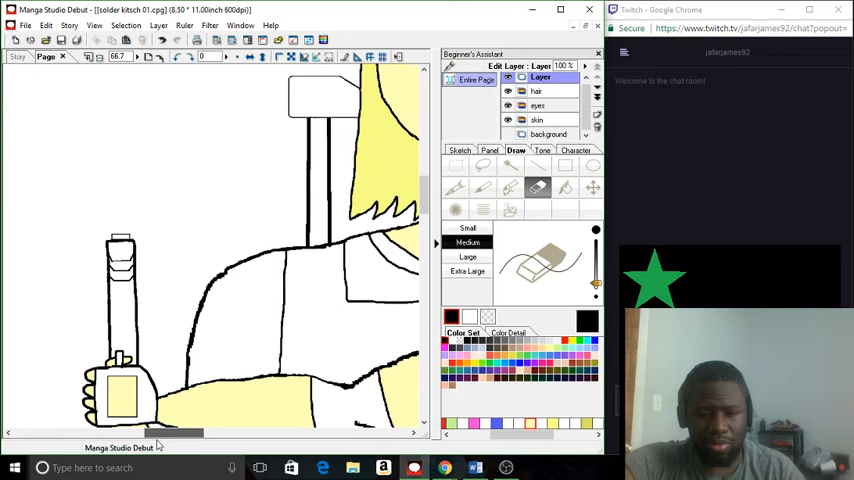 Manga Studio Debut - [[solder kitsch 01.cpg] (8.50 * 11.00inch 600dpi)]
File Edit Story View Selection Layer Ruler Filter Window Help
Story Page 66.7 0
Beginner's Assistant
Edit Layer : Layer 100 %
Entire Page
Layer
hair
eyes
skin
background
Sketch Panel Draw Tone Character
Small
Medium
Large
Extra Large
Color Set Color Detail
Manga Studio Debut
Type here to search
Twitch - Google Chrome
Secure https://www.twitch.tv/jafarjames92/chat?popout=
jafarjames92
Welcome to the chat room!